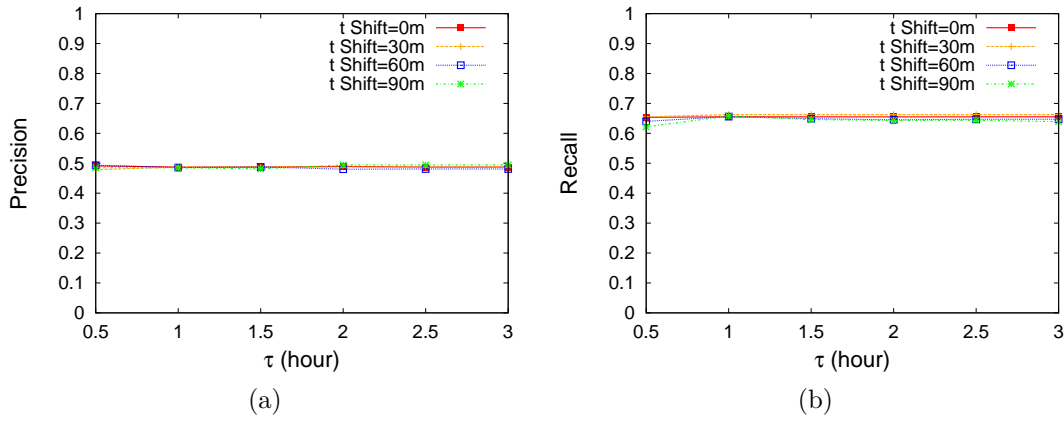 1
0.9
0.8
0.7
0.6
0.5
0.4
0.3
0.2
0.1
0
Precision
0.5 1 1.5 2 2.5 3
τ (hour)
t Shift=0m
t Shift=30m
t Shift=60m
t Shift=90m
(a)
1
0.9
0.8
0.7
0.6
0.5
0.4
0.3
0.2
0.1
0
Recall
0.5 1 1.5 2 2.5 3
τ (hour)
t Shift=0m
t Shift=30m
t Shift=60m
t Shift=90m
(b)